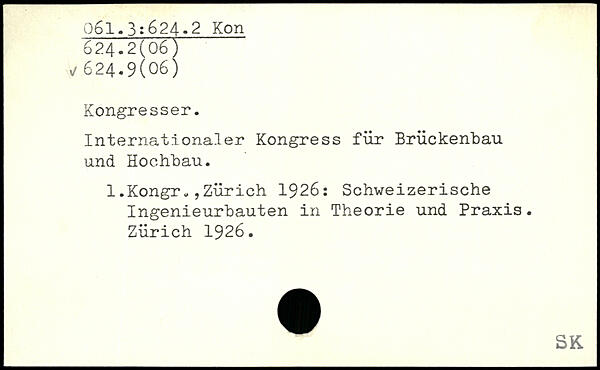 061.3:624.2 Kon
624.2(06)
√ 624.9(06)
Kongresser.
Internationaler Kongress für Brückenbau
und Hochbau.
1.Kongr.,Zürich 1926: Schweizerische
Ingenieurbauten in Theorie und Praxis.
Zürich 1926.
SK